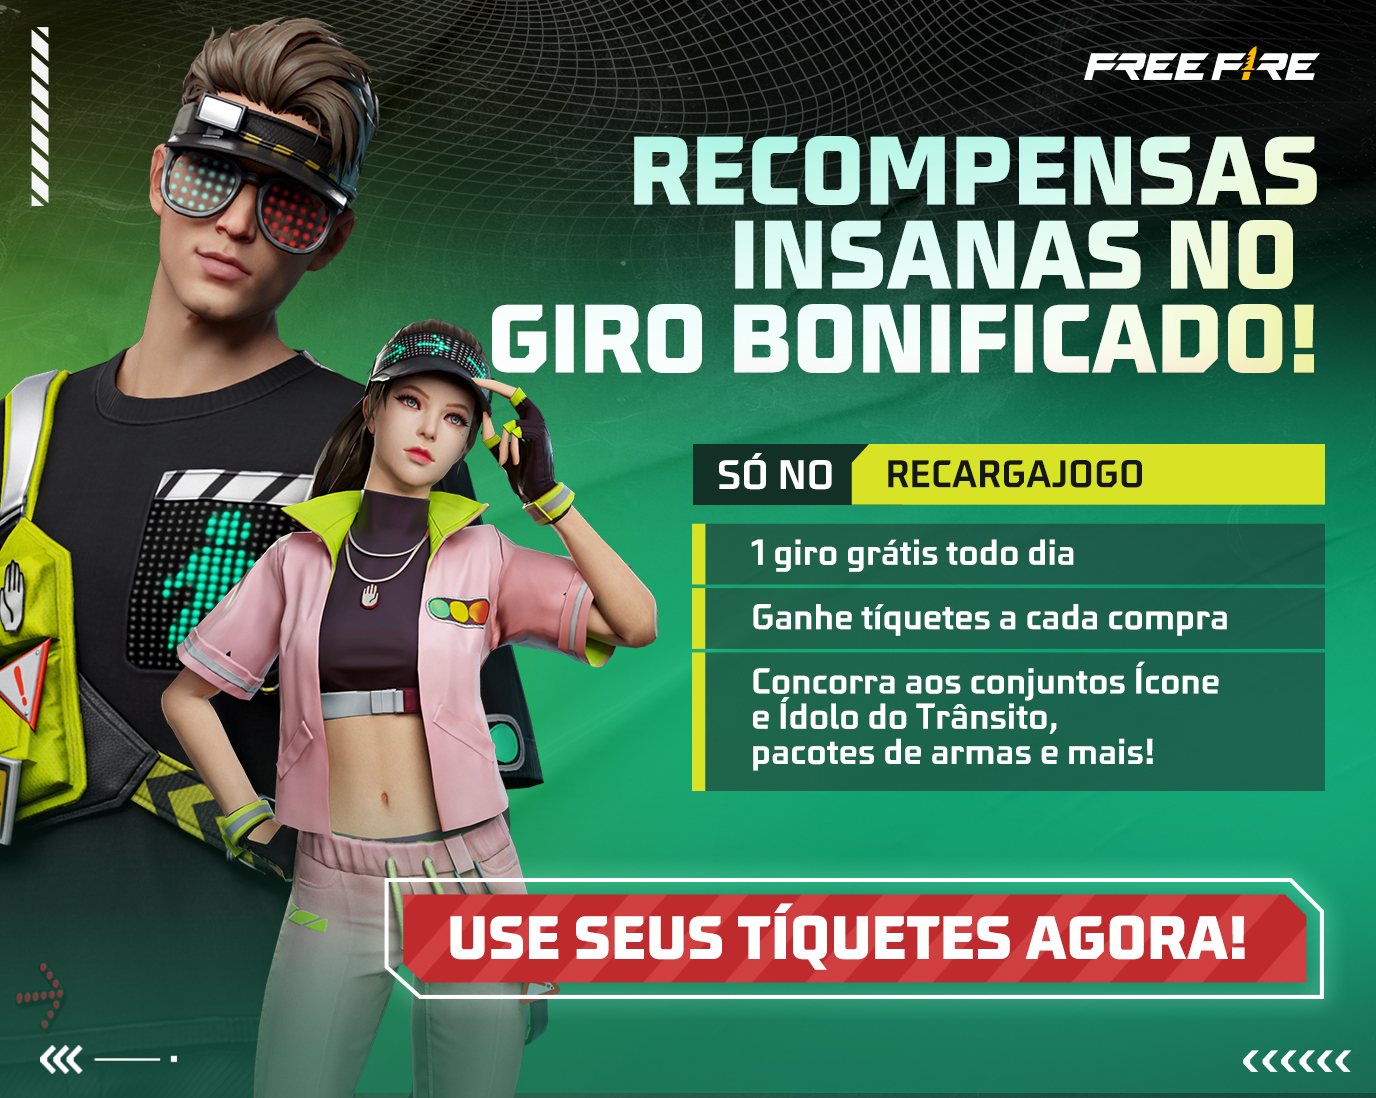 FREE FIRE
RECOMPENSAS
INSANAS NO
GIRO BONIFICADO!
SÓ NO RECARGAJOGO
1 giro grátis todo dia
Ganhe tíquetes a cada compra
Concorra aos conjuntos Ícone
e Ídolo do Trânsito,
pacotes de armas e mais!
USE SEUS TÍQUETES AGORA!